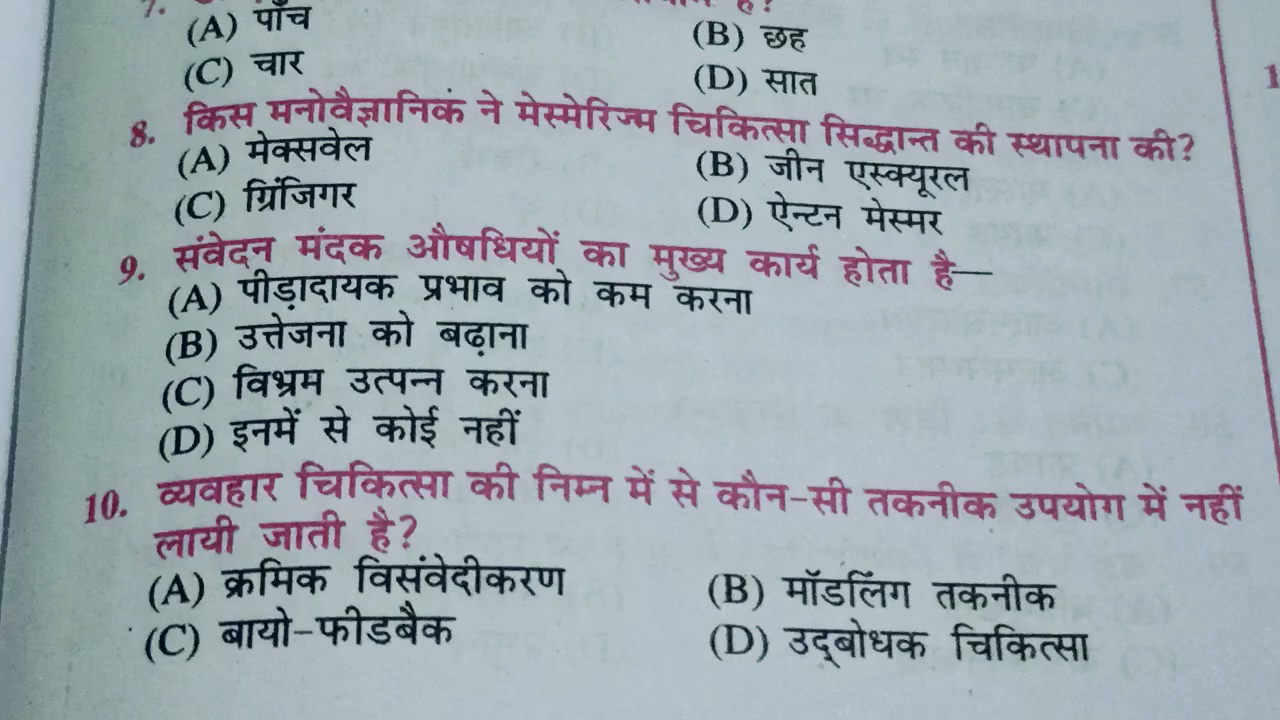 7. है?
(A) पाँच (B) छह
(C) चार (D) सात
8. किस मनोवैज्ञानिक ने मेस्मेरिज्म चिकित्सा सिद्धान्त की स्थापना की?
(A) मेक्सवेल (B) जीन एस्क्यूरल
(C) ग्रिंजिगर (D) ऐन्टन मेस्मर
9. संवेदन मंदक औषधियों का मुख्य कार्य होता है—
(A) पीड़ादायक प्रभाव को कम करना
(B) उत्तेजना को बढ़ाना
(C) विभ्रम उत्पन्न करना
(D) इनमें से कोई नहीं
10. व्यवहार चिकित्सा की निम्न में से कौन-सी तकनीक उपयोग में नहीं
लायी जाती है?
(A) क्रमिक विसंवेदीकरण (B) मॉडलिंग तकनीक
(C) बायो-फीडबैक (D) उद्‌बोधक चिकित्सा
1